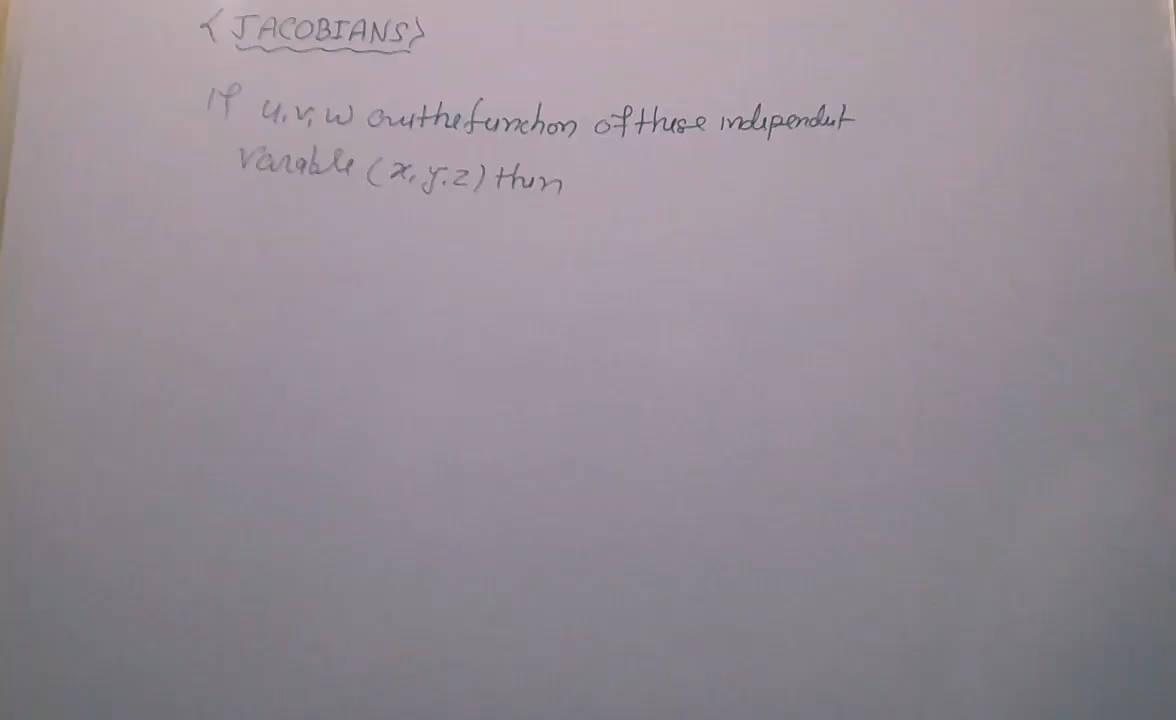 {JACOBIANS}
If u, v, w are the function of these independent
variable (x, y, z) then